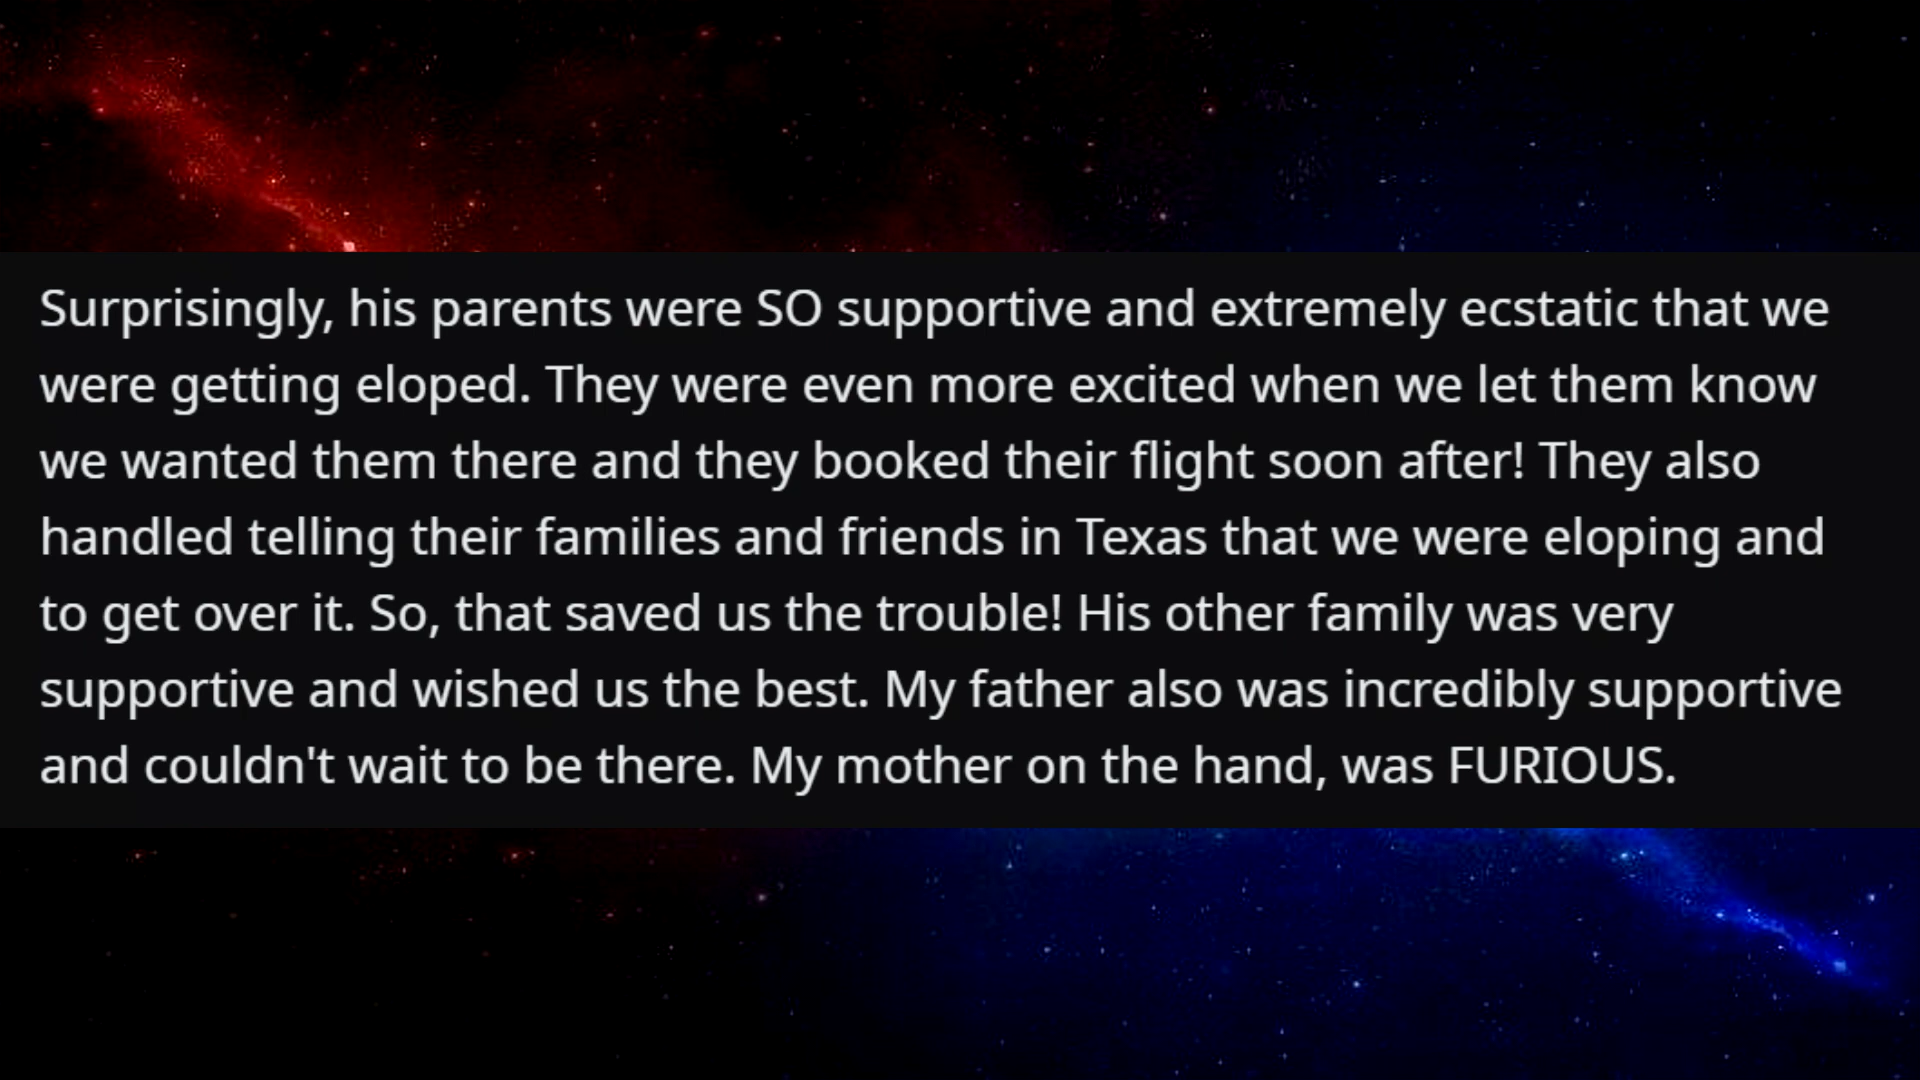 Surprisingly, his parents were SO supportive and extremely ecstatic that we
were getting eloped. They were even more excited when we let them know
we wanted them there and they booked their flight soon after! They also
handled telling their families and friends in Texas that we were eloping and
to get over it. So, that saved us the trouble! His other family was very
supportive and wished us the best. My father also was incredibly supportive
and couldn't wait to be there. My mother on the hand, was FURIOUS.